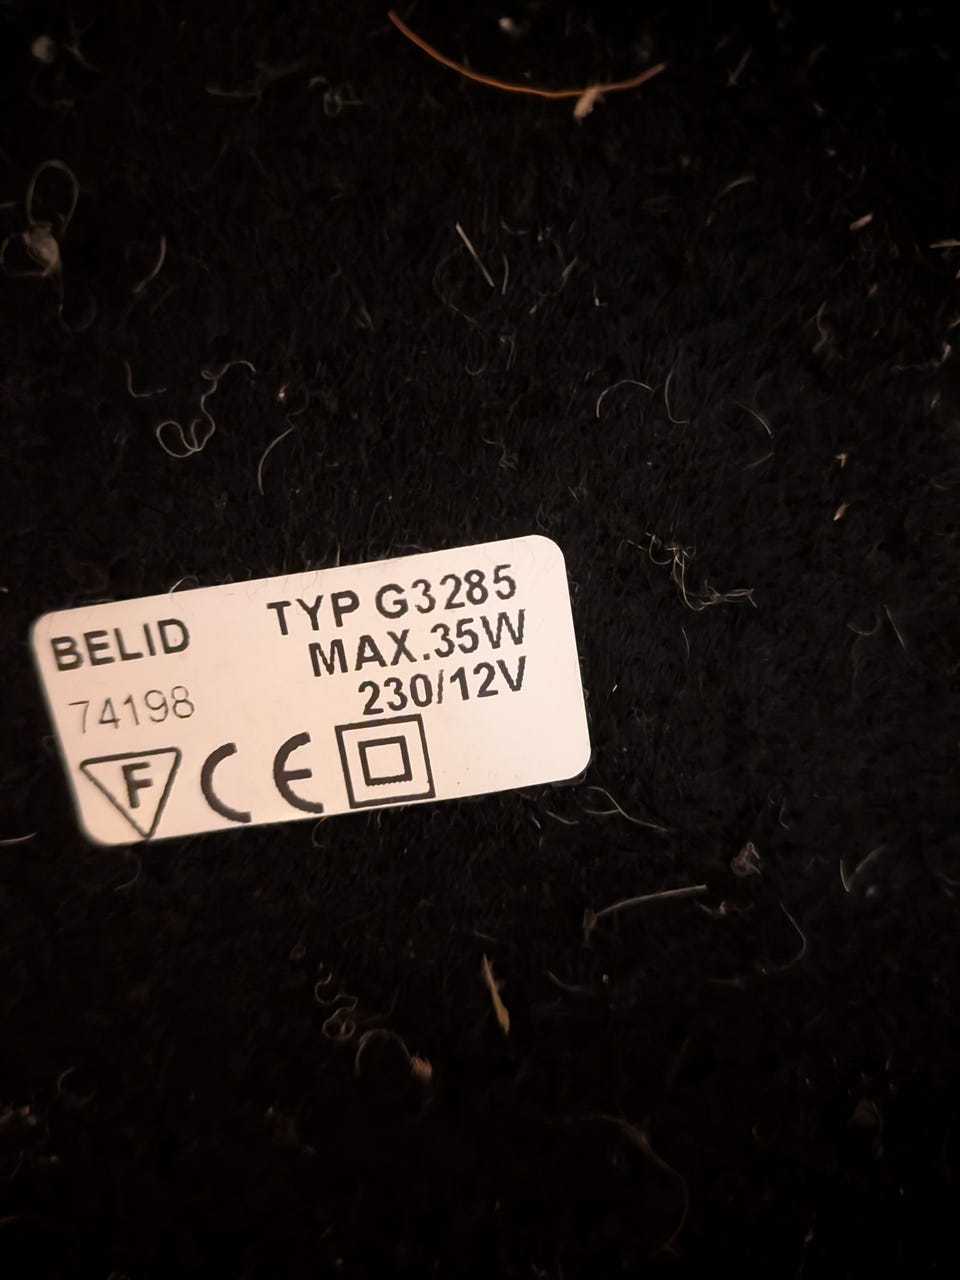 BELID
TYP G3285
MAX.35W
74198
230/12V
F CE